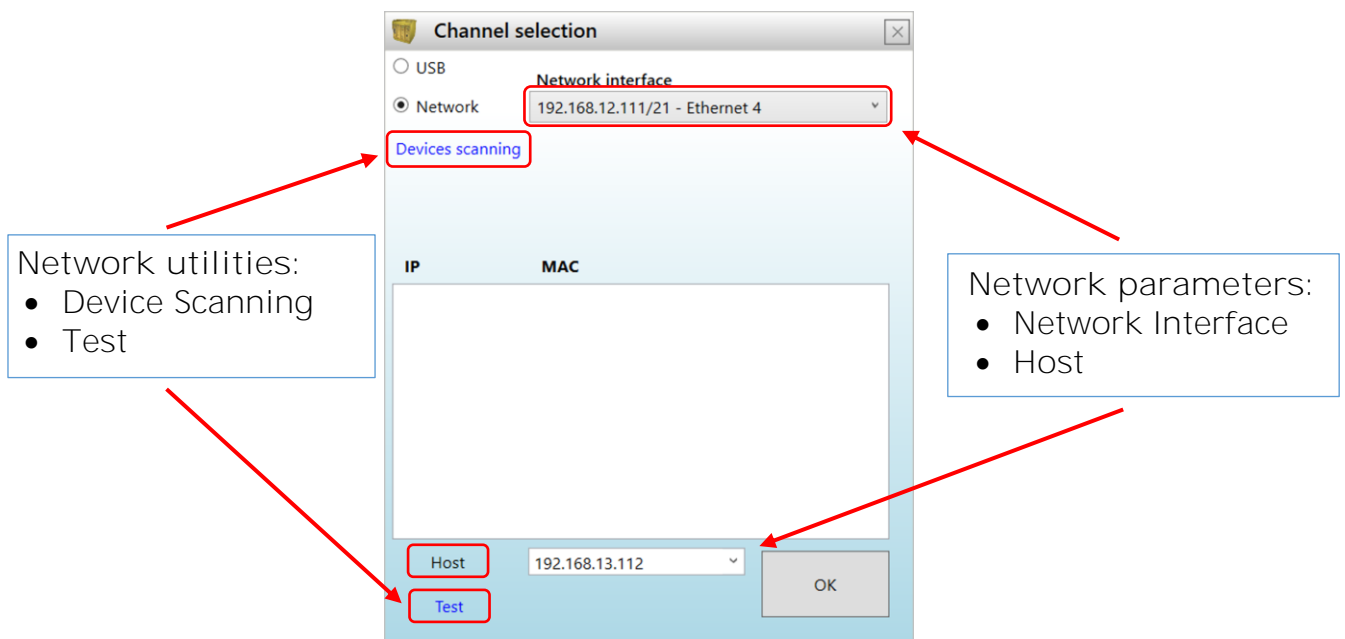 Channel selection
USB
Network interface
Network
192.168.12.111/21 - Ethernet 4
Devices scanning
Network utilities:
• Device Scanning
• Test
IP
MAC
Network parameters:
• Network Interface
• Host
Host
192.168.13.112
OK
Test